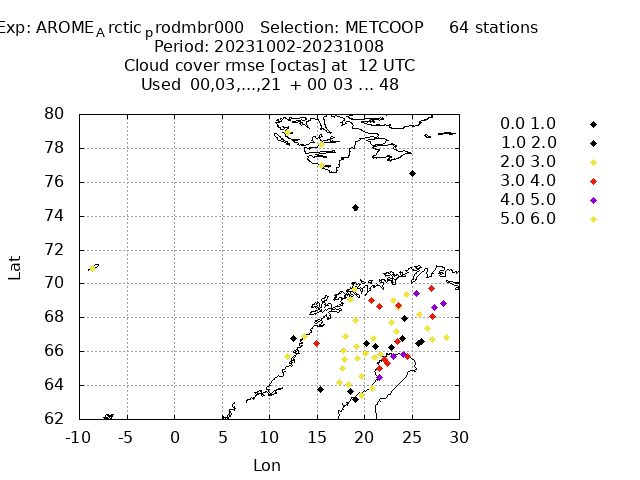 Exp: AROME_Arctic_prodmbr000 Selection: METCOOP 64 stations
Period: 20231002-20231008
Cloud cover rmse [octas] at 12 UTC
Used 00,03,...,21 + 00 03 ... 48
80
78
76
74
72
70
68
66
64
62
-10 -5 0 5 10 15 20 25 30
Lat
Lon
0.0 1.0
1.0 2.0
2.0 3.0
3.0 4.0
4.0 5.0
5.0 6.0